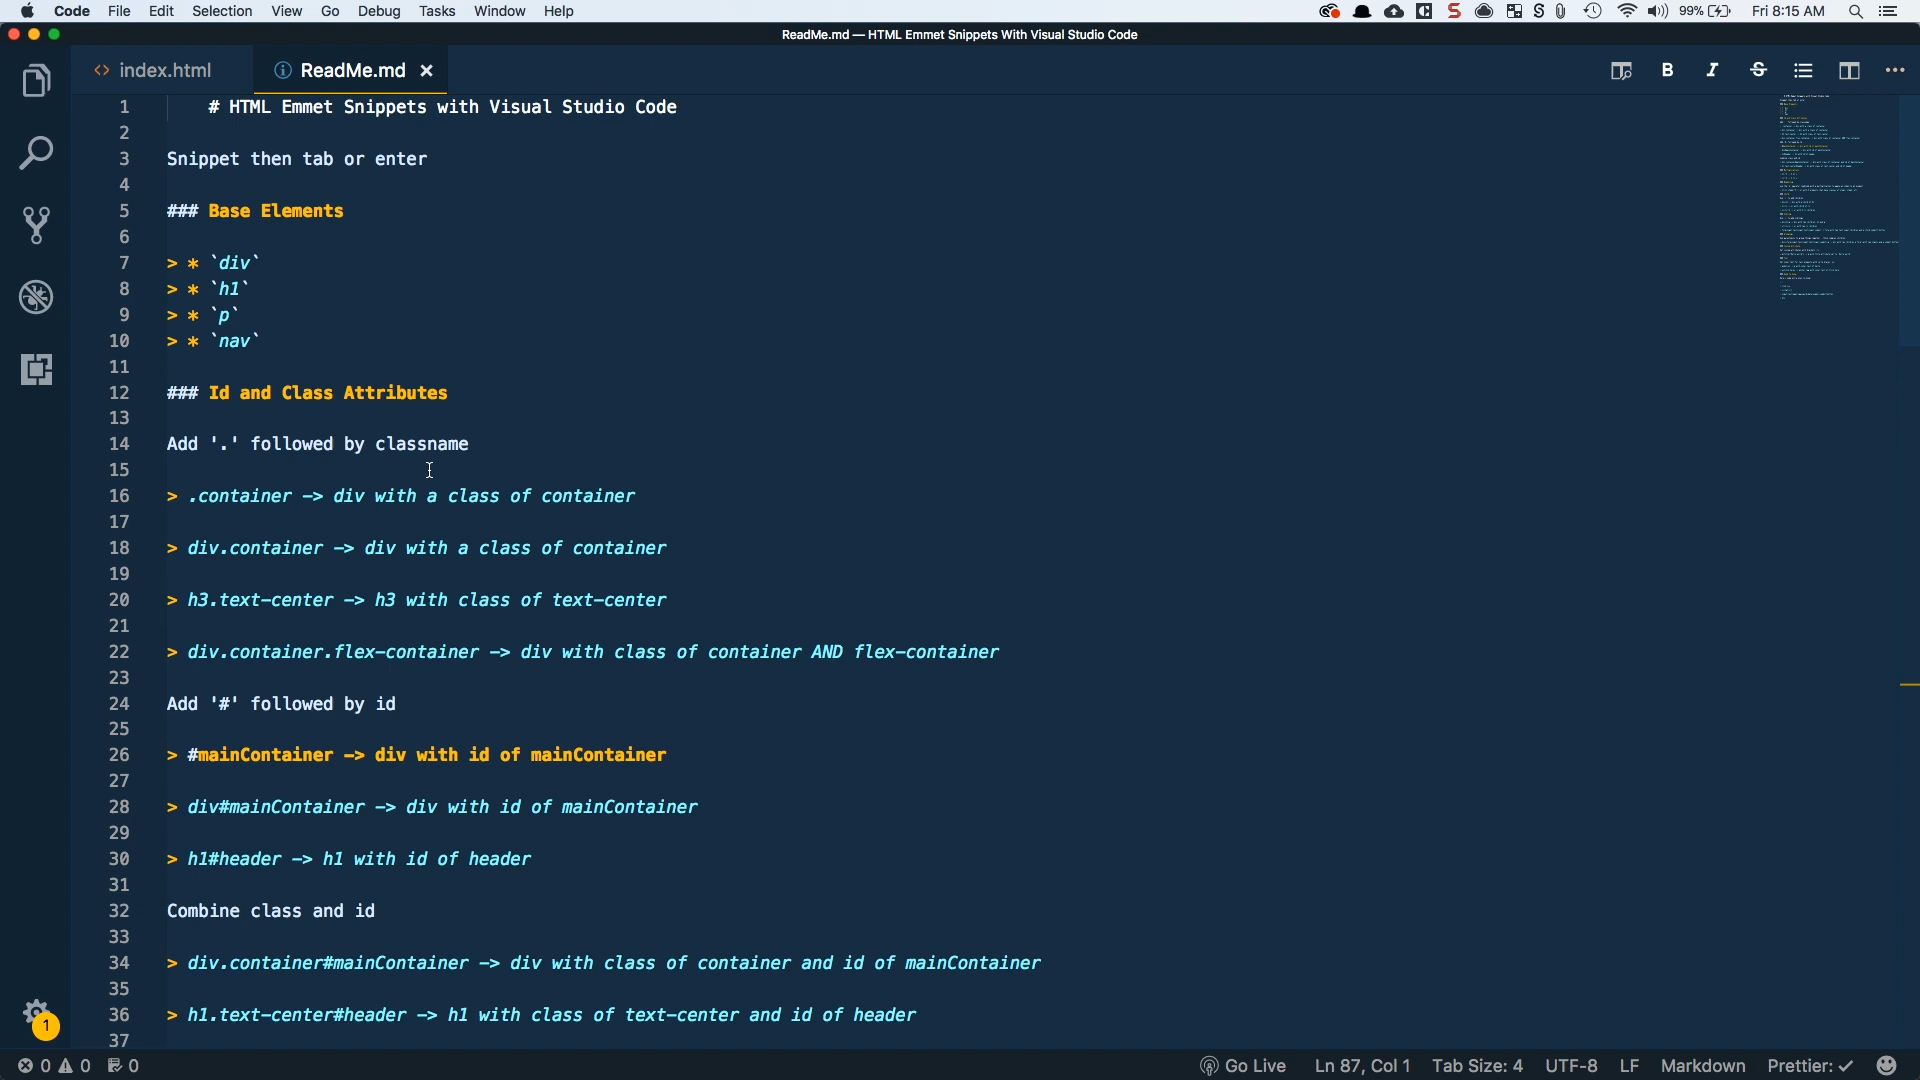 Code File Edit Selection View Go Debug Tasks Window Help 99% Fri 8:15 AM
ReadMe.md — HTML Emmet Snippets With Visual Studio Code
<> index.html ReadMe.md × B I S
1 # HTML Emmet Snippets with Visual Studio Code
2
3 Snippet then tab or enter
4
5 ### Base Elements
6
7 > * `div`
8 > * `h1`
9 > * `p`
10 > * `nav`
11
12 ### Id and Class Attributes
13
14 Add '.' followed by classname
15
16 > .container -> div with a class of container
17
18 > div.container -> div with a class of container
19
20 > h3.text-center -> h3 with class of text-center
21
22 > div.container.flex-container -> div with class of container AND flex-container
23
24 Add '#' followed by id
25
26 > #mainContainer -> div with id of mainContainer
27
28 > div#mainContainer -> div with id of mainContainer
29
30 > h1#header -> h1 with id of header
31
32 Combine class and id
33
34 > div.container#mainContainer -> div with class of container and id of mainContainer
35
36 > h1.text-center#header -> h1 with class of text-center and id of header
37
1
0 0 0 Go Live Ln 87, Col 1 Tab Size: 4 UTF-8 LF Markdown Prettier: ✓